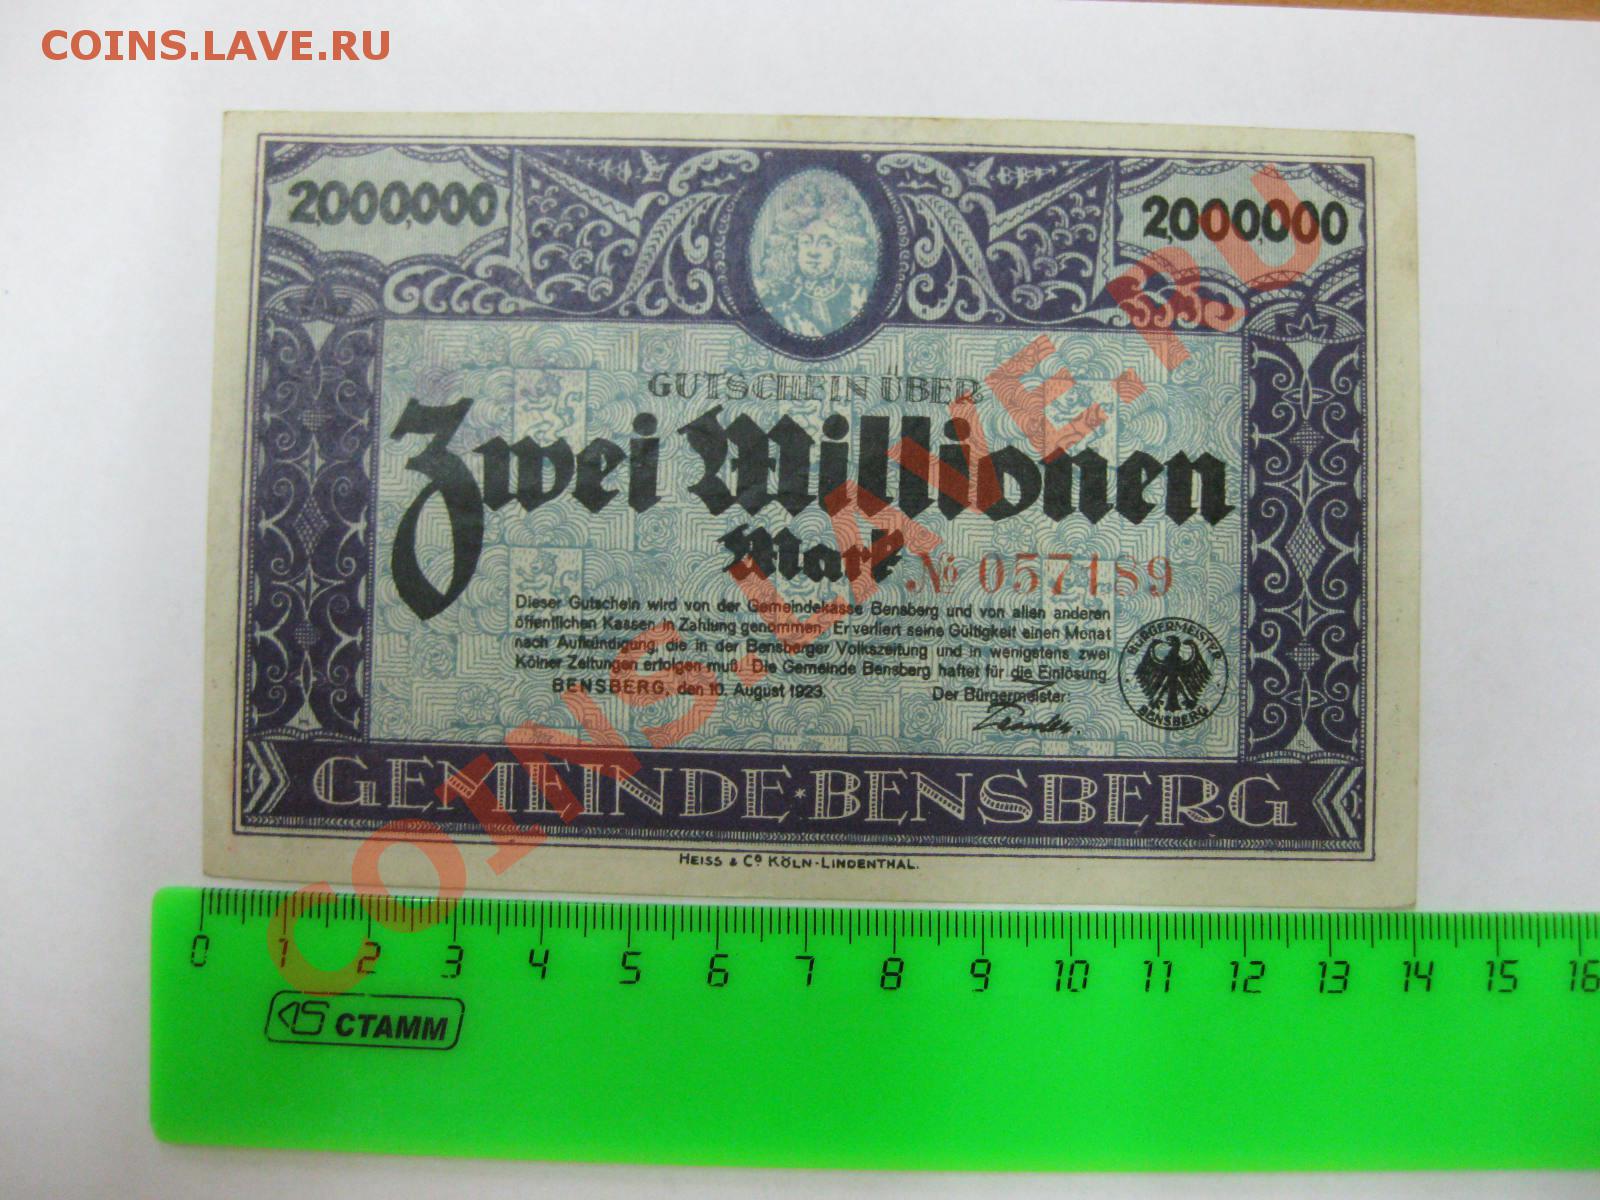 COINS.LAVE.RU
2,000,000
2,000,000
GUTSCHEIN ÜBER
Zwei Millionen
Mark
№ 057489
Dieser Gutschein wird von der Gemeindekasse Bensberg und von allen anderen
öffentlichen Kassen in Zahlung genommen. Er verliert seine Gültigkeit einen Monat
nach Aufkündigung, die in der Bensberger Volkszeitung und in wenigstens zwei
Kölner Zeitungen erfolgen muß. Die Gemeinde Bensberg haftet für die Einlösung
BENSBERG, den 10. August 1923.
Der Bürgermeister:
BÜRGERMEISTER
BENSBERG
GEMEINDE*BENSBERG
HEISS & Cº KÖLN-LINDENTHAL.
COINS.LAVE.RU
0 1 2 3 4 5 6 7 8 9 10 11 12 13 14 15 16
СТАММ